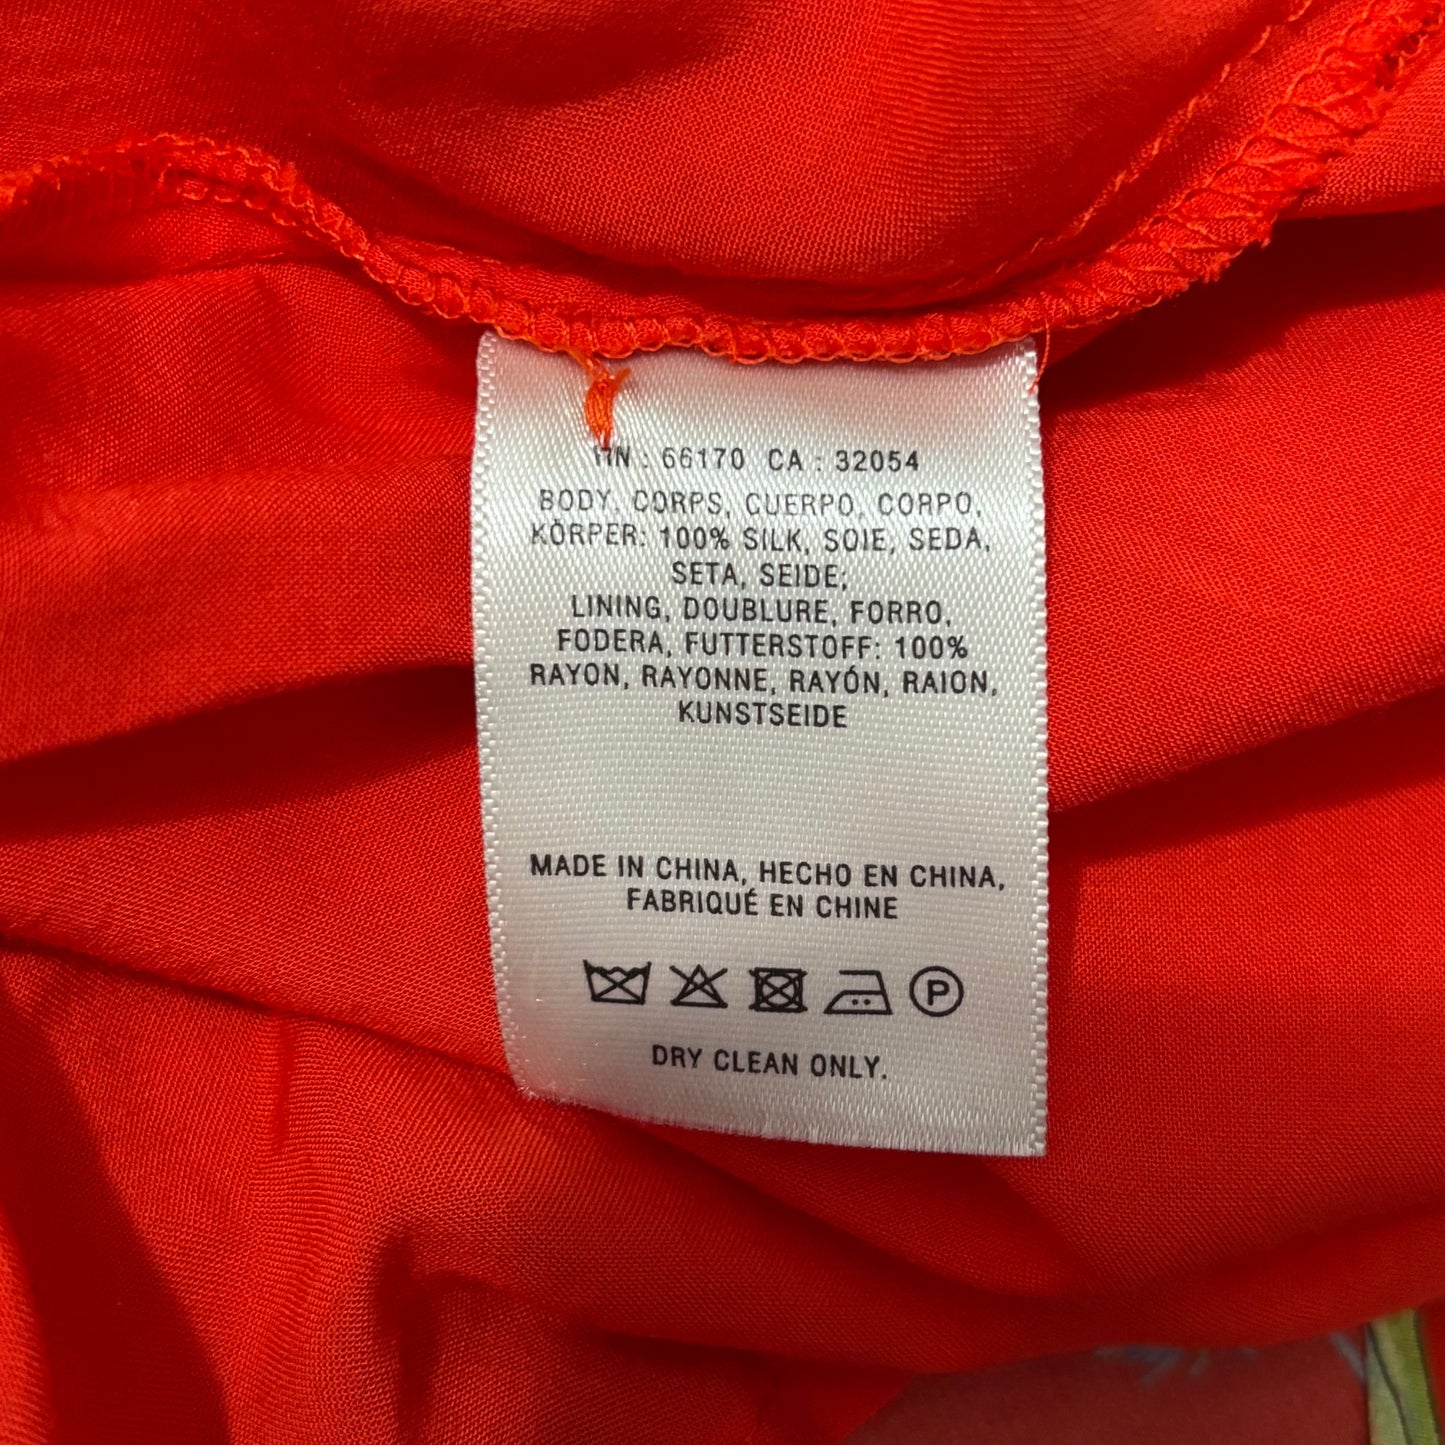 RN : 66170 CA : 32054
BODY, CORPS, CUERPO, CORPO,
KÖRPER: 100% SILK, SOIE, SEDA,
SETA, SEIDE;
LINING, DOUBLURE, FORRO,
FODERA, FUTTERSTOFF: 100%
RAYON, RAYONNE, RAYÓN, RAION,
KUNSTSEIDE
MADE IN CHINA, HECHO EN CHINA,
FABRIQUÉ EN CHINE
P
DRY CLEAN ONLY.